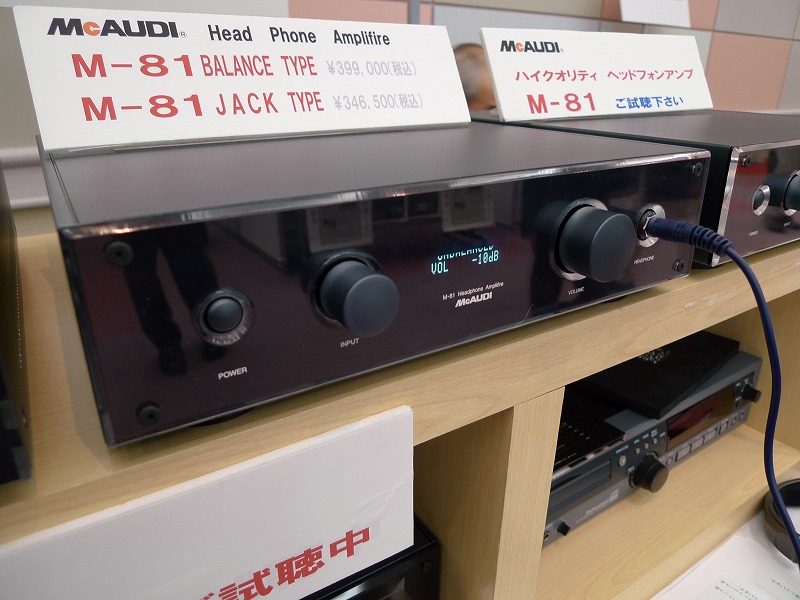 McAUDI® Head Phone Amplifire
M-81 BALANCE TYPE ¥399,000(税込)
M-81 JACK TYPE ¥346,500(税込)
McAUDI®
ハイクオリティ ヘッドフォンアンプ
M-81 ご試聴下さい
UNBALANCED
VOL -10dB
M-81 Headphone Amplifire
McAUDI
POWER
INPUT
VOLUME
HEADPHONE
試聴中